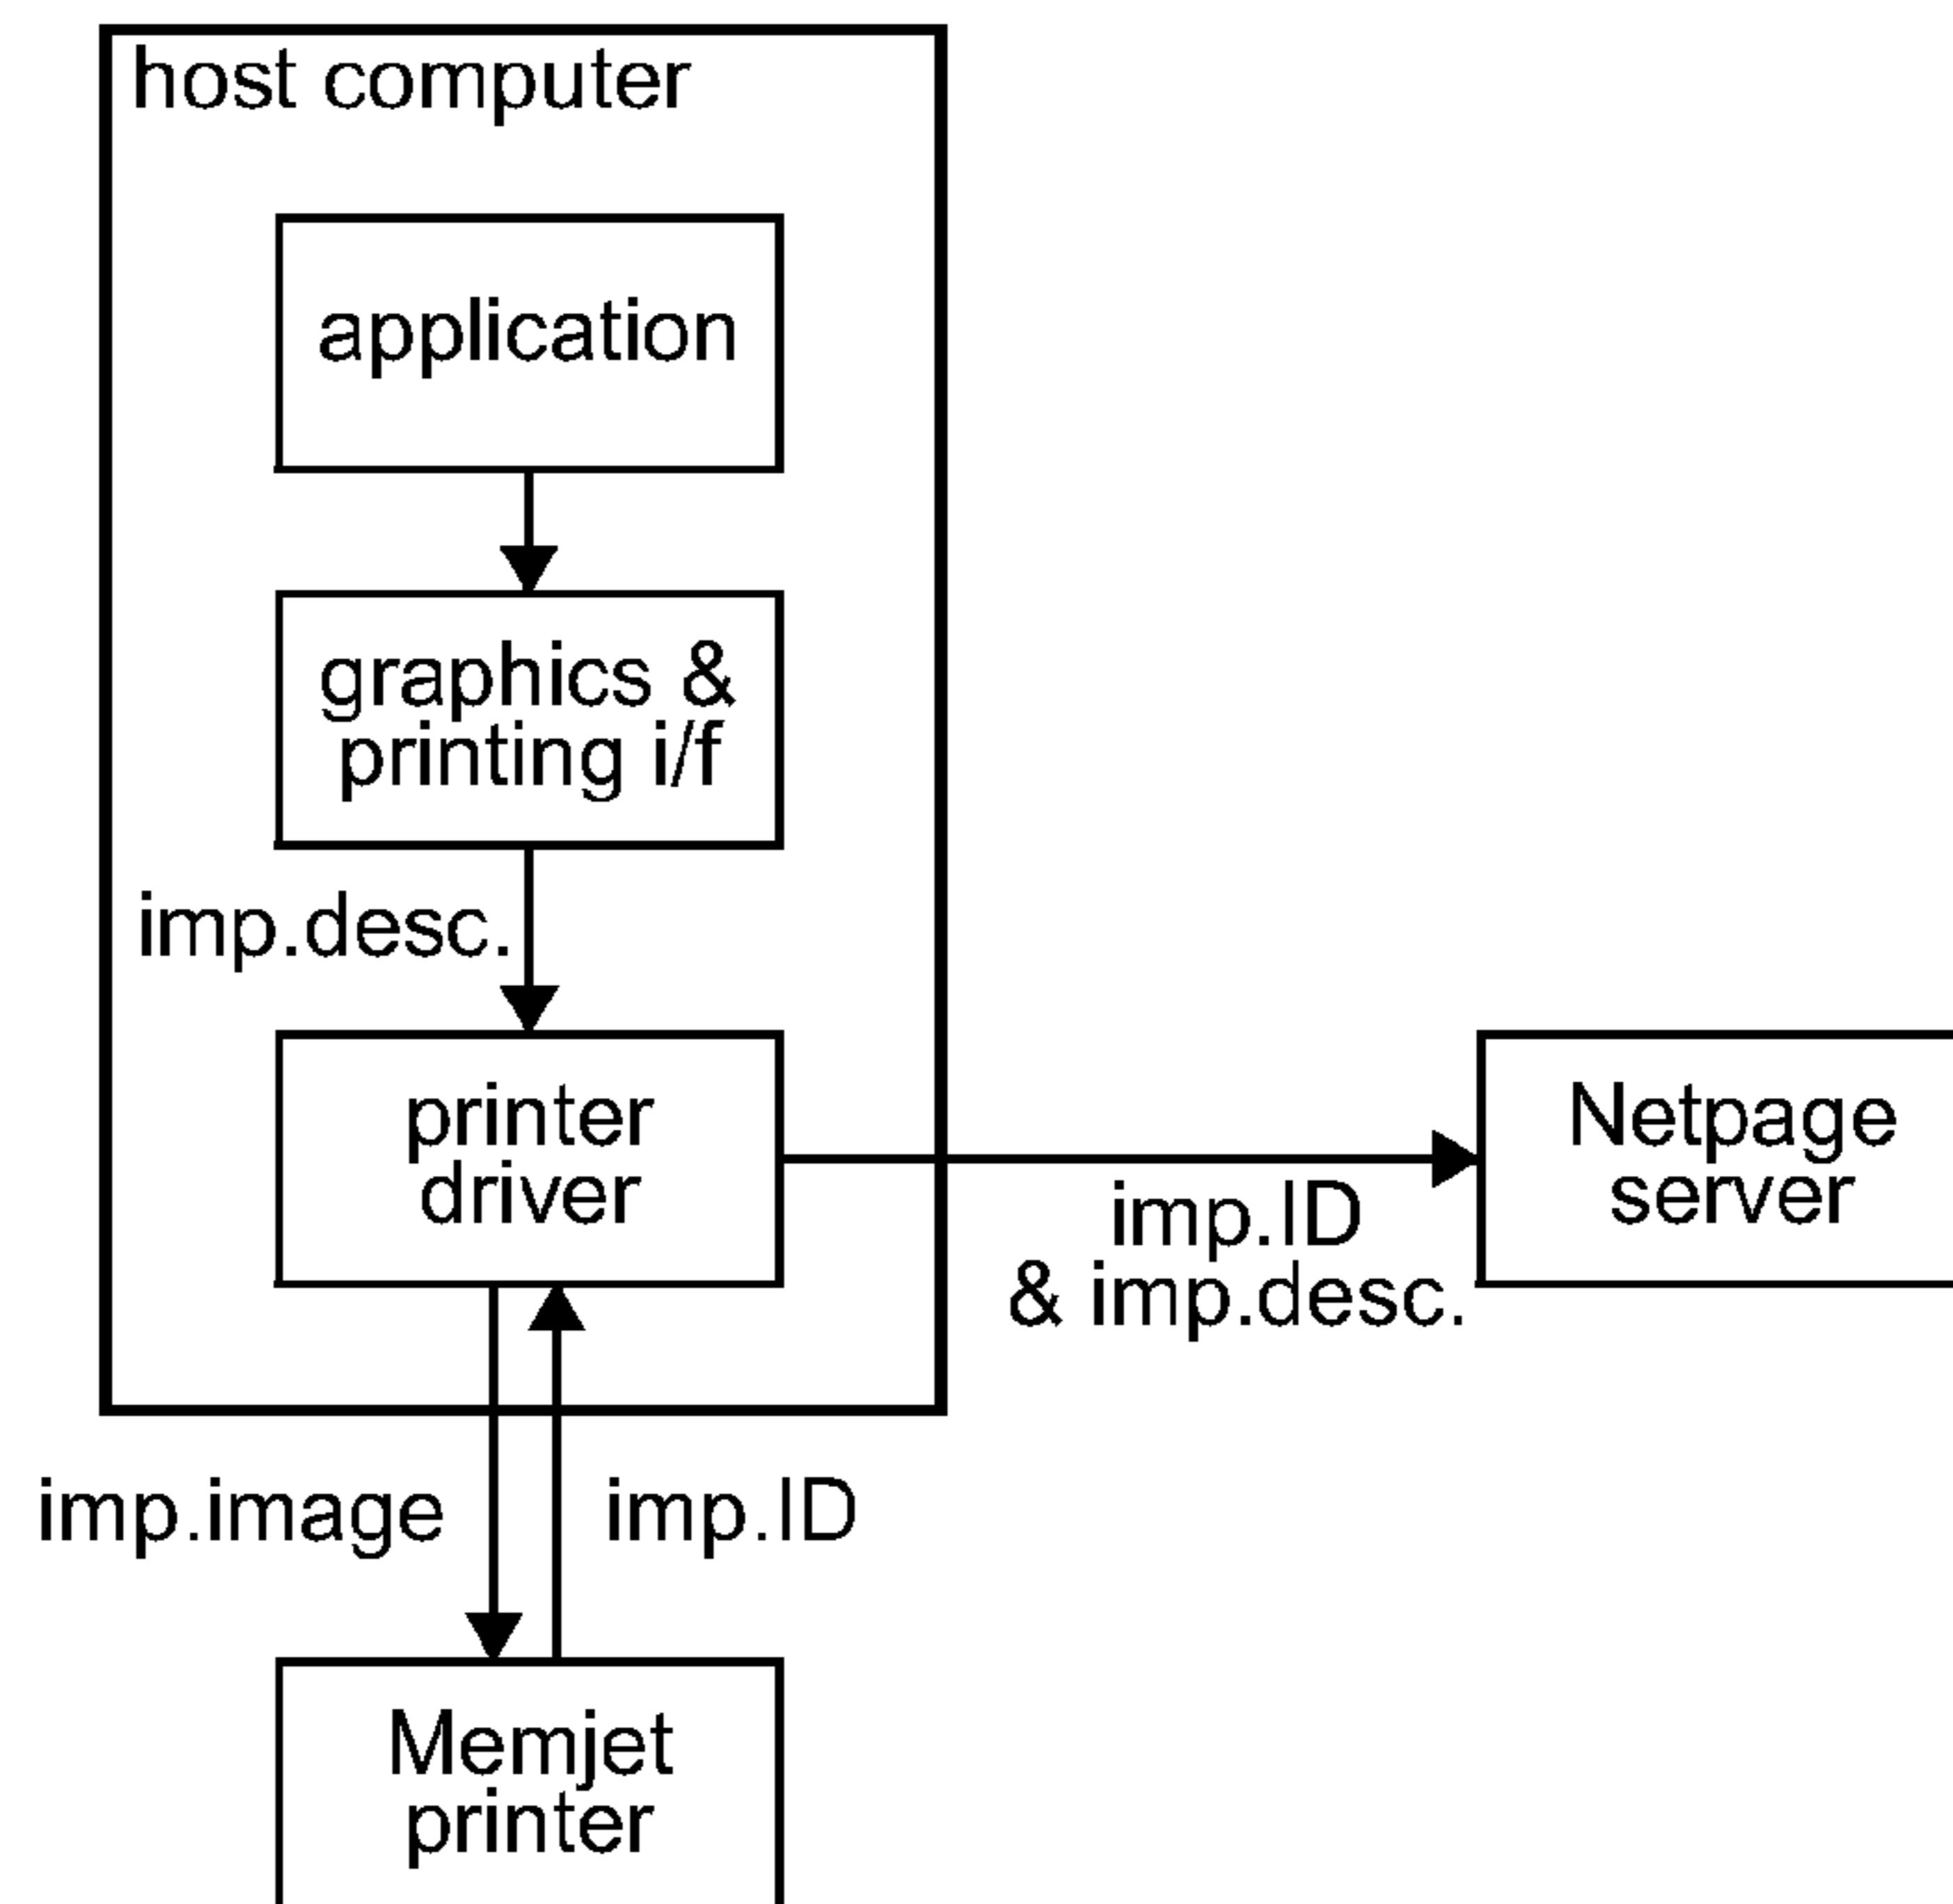 host computer
application
graphics &
printing i/f
imp.desc.
printer
driver
Netpage
server
imp.ID
& imp.desc.
imp.image
imp.ID
Memjet
printer